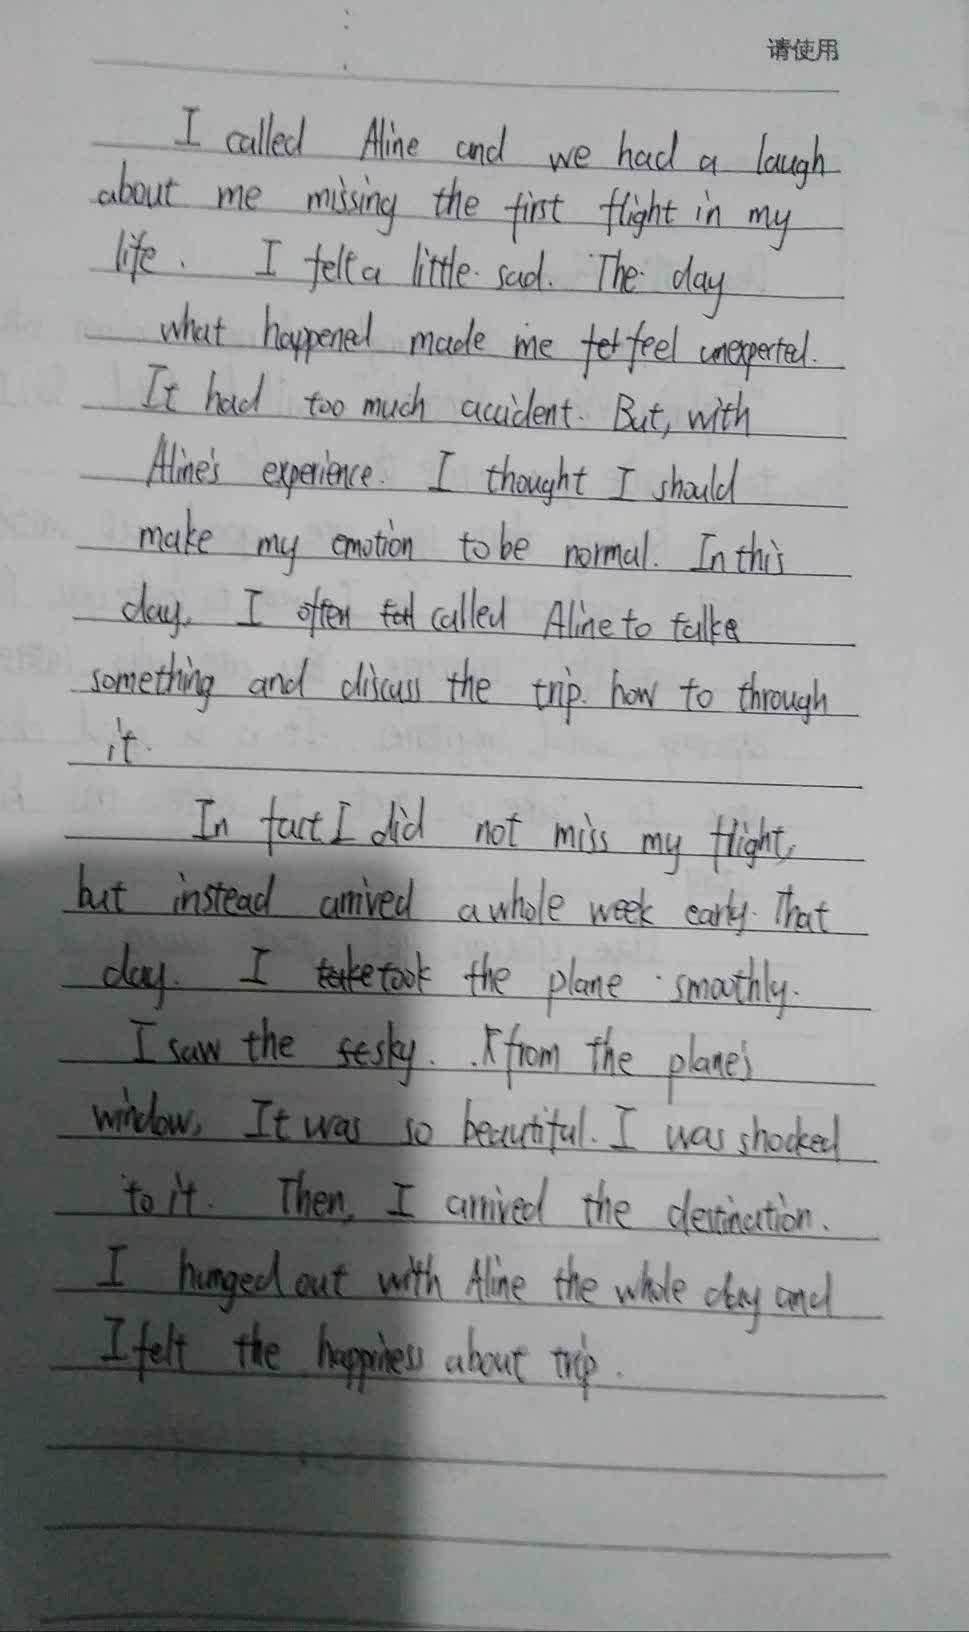 请使用
I called Aline and we had a laugh
about me missing the first flight in my
life. I felt a little sad. The day
what happened made me feel unexperted.
It had too much accident. But, with
Aline's experience. I thought I should
make my emotion to be normal. In this
day, I often called Aline to talke
something and discuss the trip. how to through
it.
In fact I did not miss my flight,
but instead arrived a whole week early. That
day. I took the plane smoothly.
I saw the sky. from the plane's
window, It was so beautiful. I was shocked
to it. Then, I arrived the destination.
I hunged out with Aline the whole day and
I felt the happiness about trip.